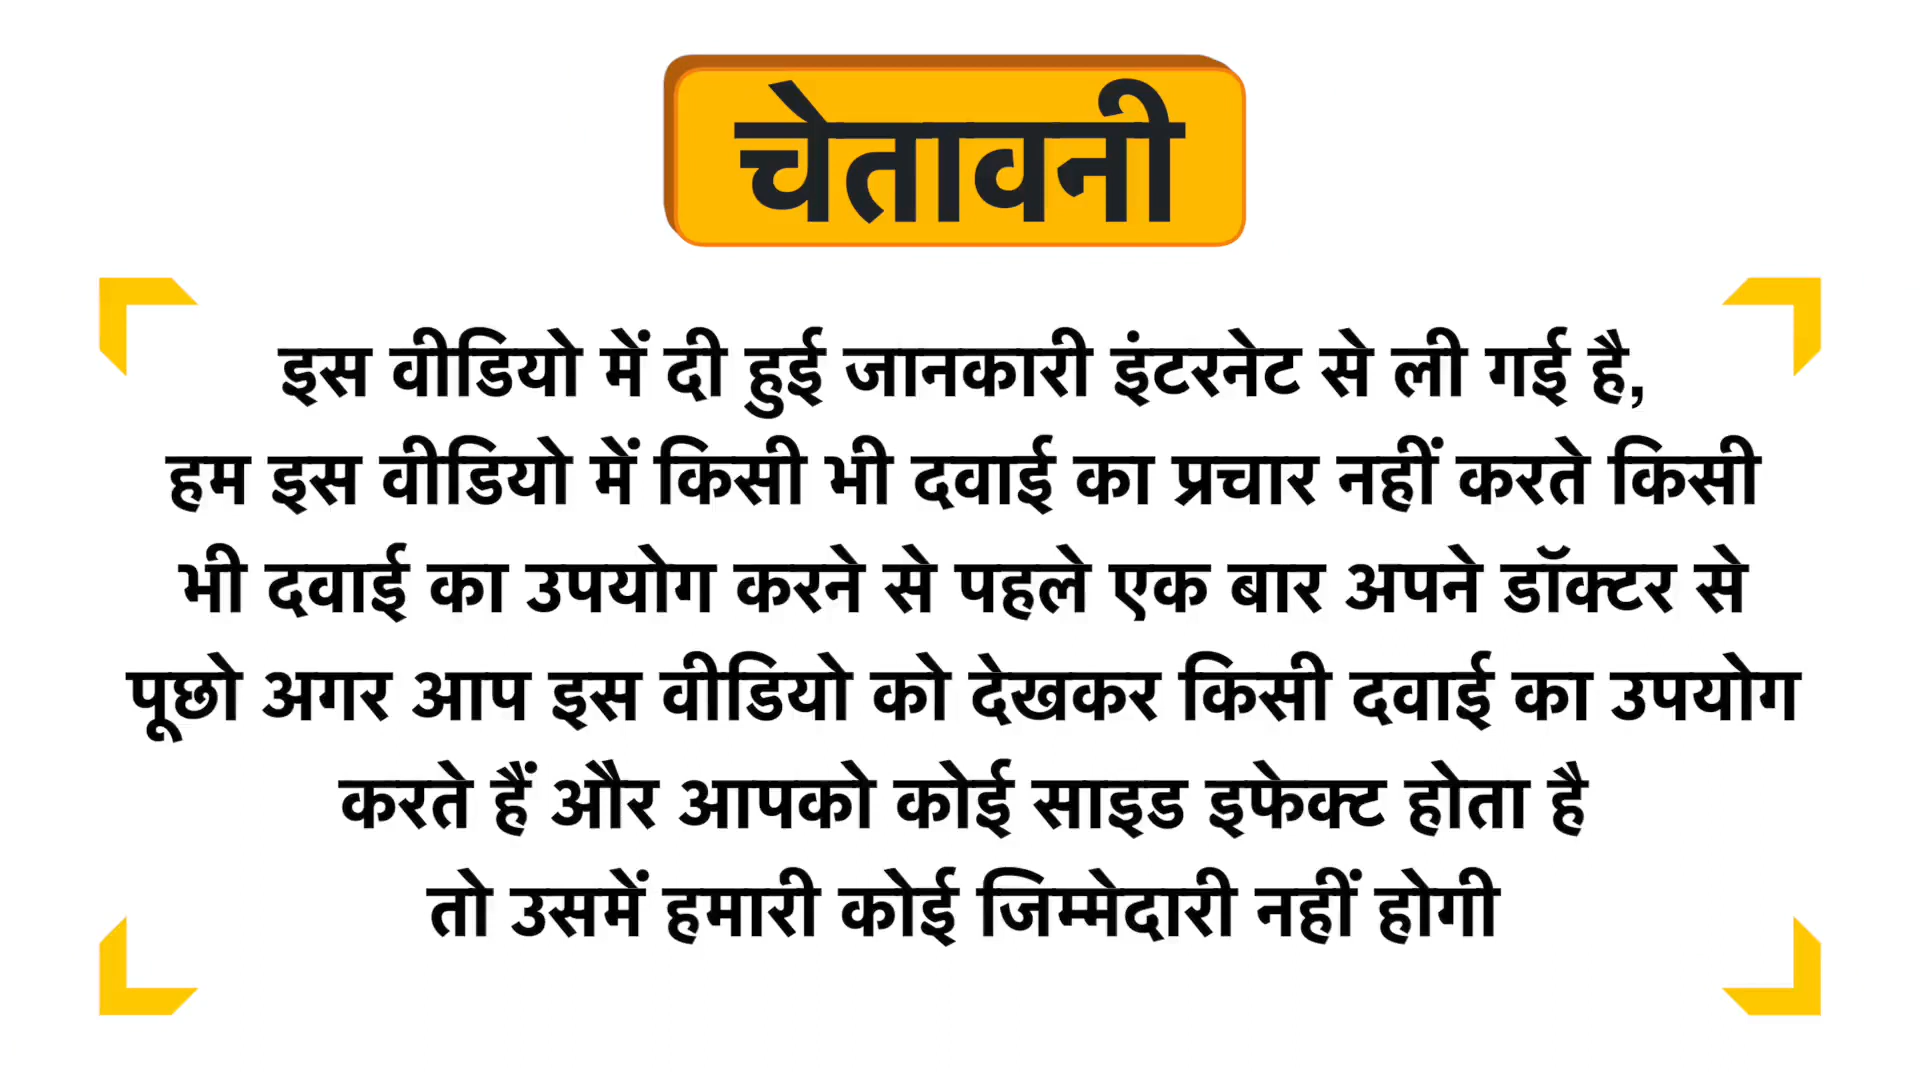 चेतावनी
इस वीडियो में दी हुई जानकारी इंटरनेट से ली गई है,
हम इस वीडियो में किसी भी दवाई का प्रचार नहीं करते किसी
भी दवाई का उपयोग करने से पहले एक बार अपने डॉक्टर से
पूछो अगर आप इस वीडियो को देखकर किसी दवाई का उपयोग
करते हैं और आपको कोई साइड इफेक्ट होता है
तो उसमें हमारी कोई जिम्मेदारी नहीं होगी